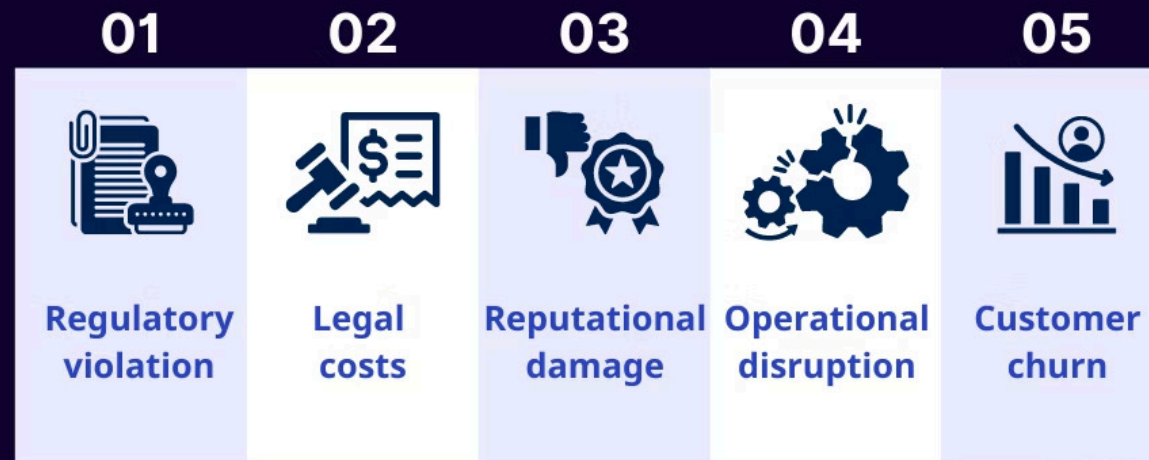 01
02
03
04
05
$
Regulatory
violation
Legal
costs
Reputational
damage
Operational
disruption
Customer
churn